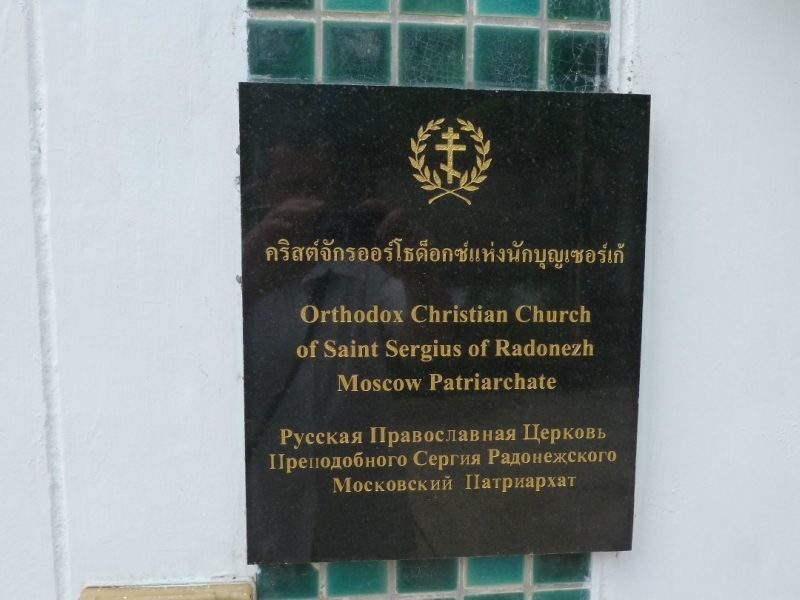 คริสต์จักรออร์โธด็อกซ์แห่งนักบุญเซอร์เก้
Orthodox Christian Church
of Saint Sergius of Radonezh
Moscow Patriarchate
Русская Православная Церковь
Преподобного Сергия Радонежского
Московский Патриархат